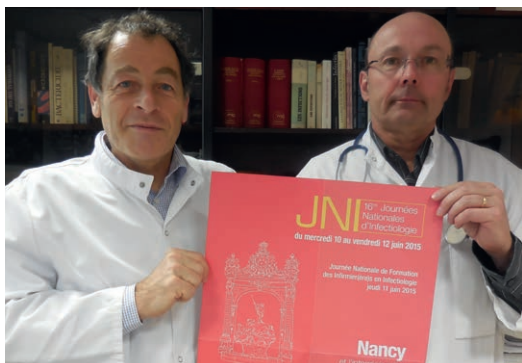 BACTERIOLOGIE
JNI
16es Journées
Nationales
d'Infectiologie
du mercredi 10 au vendredi 12 juin 2015
Journée Nationale de Formation
des Infirmier(e)s en Infectiologie
jeudi 11 juin 2015
Nancy